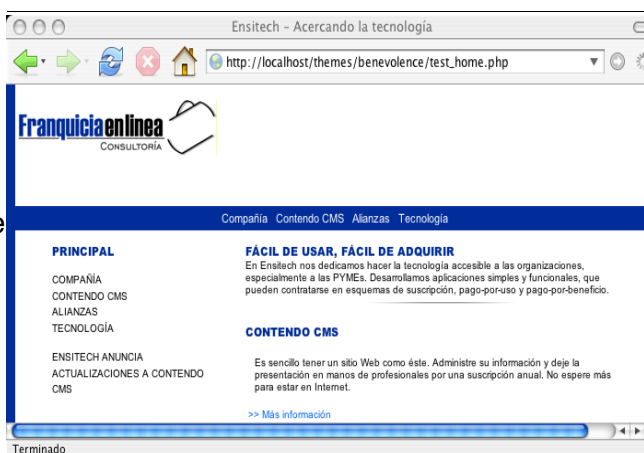 Ensitech - Acercando la tecnología
http://localhost/themes/benevolence/test_home.php
Franquicia en linea
CONSULTORÍA
e
Compañía Contendo CMS Alianzas Tecnología
PRINCIPAL
COMPAÑÍA
CONTENDO CMS
ALIANZAS
TECNOLOGÍA
ENSITECH ANUNCIA
ACTUALIZACIONES A CONTENDO
CMS
FÁCIL DE USAR, FÁCIL DE ADQUIRIR
En Ensitech nos dedicamos hacer la tecnología accesible a las organizaciones,
especialmente a las PYMEs. Desarrollamos aplicaciones simples y funcionales, que
pueden contratarse en esquemas de suscripción, pago-por-uso y pago-por-beneficio.
CONTENDO CMS
Es sencillo tener un sitio Web como éste. Administre su información y deje la
presentación en manos de profesionales por una suscripción anual. No espere más
para estar en Internet.
>> Más información
Terminado